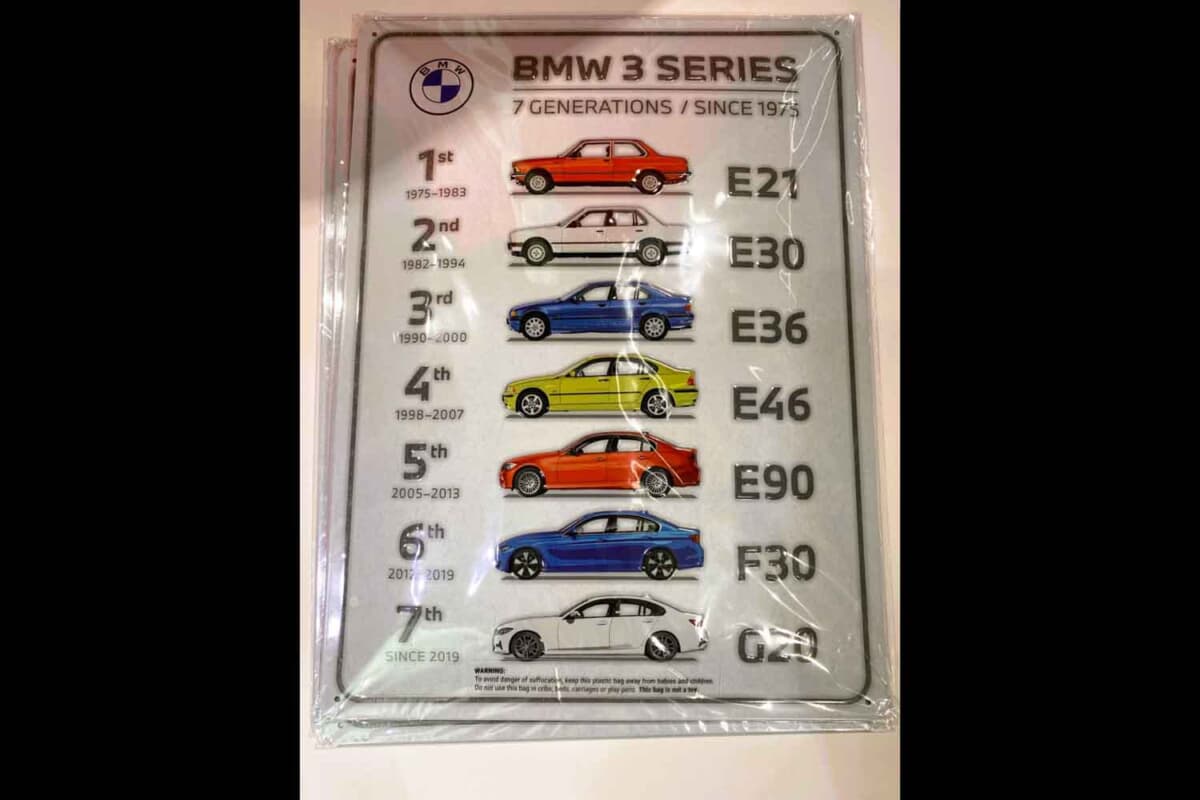 BMW
BMW 3 SERIES
7 GENERATIONS / SINCE 1975
1st
1975–1983
E21
2nd
1982–1994
E30
3rd
1990–2000
E36
4th
1998–2007
E46
5th
2005–2013
E90
6th
2012–2019
F30
7th
SINCE 2019
G20
WARNING:
To avoid danger of suffocation, keep this plastic bag away from babies and children.
Do not use this bag in cribs, beds, carriages or play pens. This bag is not a toy.